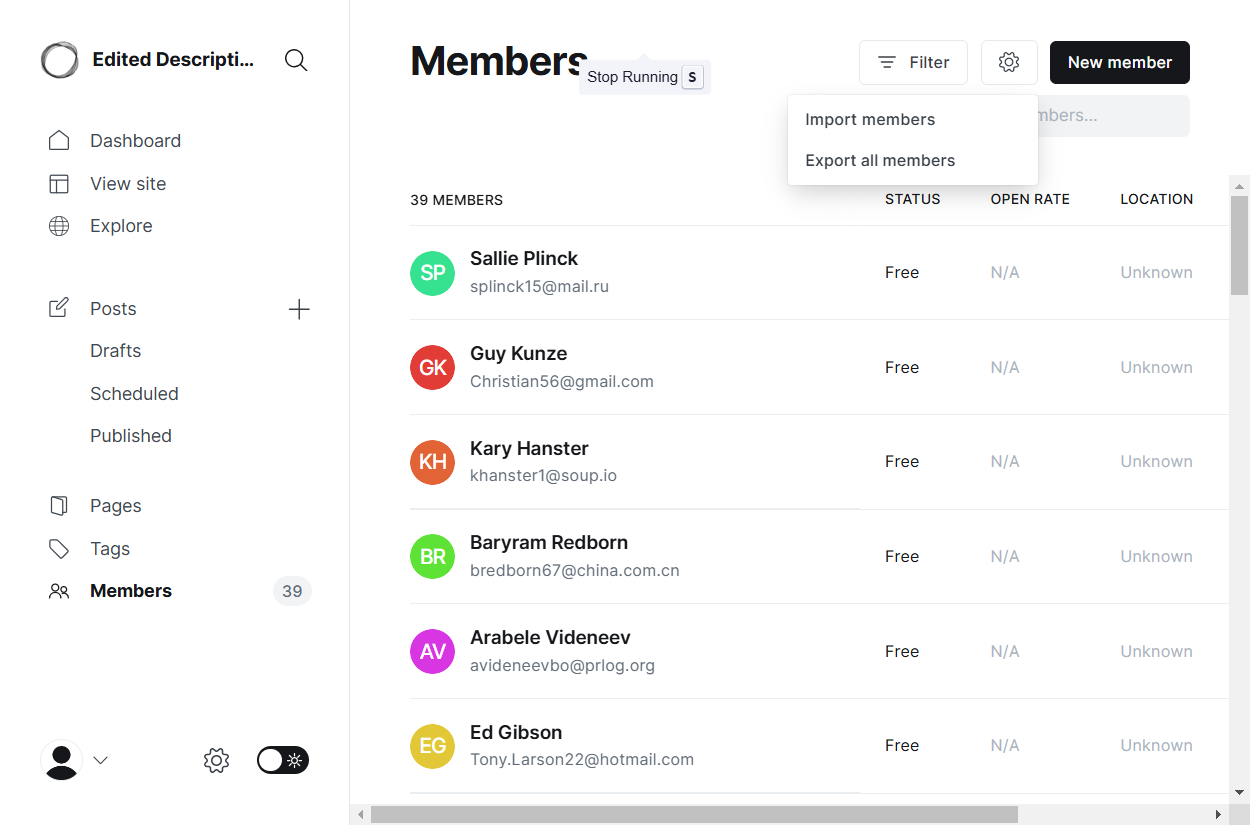 Edited Descripti...
Dashboard
View site
Explore
Posts
Drafts
Scheduled
Published
Pages
Tags
Members
39
Members
Stop Running S
Filter
New member
Import members
Export all members
mbers...
39 MEMBERS
STATUS
OPEN RATE
LOCATION
SP
Sallie Plinck
splinck15@mail.ru
Free
N/A
Unknown
GK
Guy Kunze
Christian56@gmail.com
Free
N/A
Unknown
KH
Kary Hanster
khanster1@soup.io
Free
N/A
Unknown
BR
Baryram Redborn
bredborn67@china.com.cn
Free
N/A
Unknown
AV
Arabele Videneev
avideneevbo@prlog.org
Free
N/A
Unknown
EG
Ed Gibson
Tony.Larson22@hotmail.com
Free
N/A
Unknown